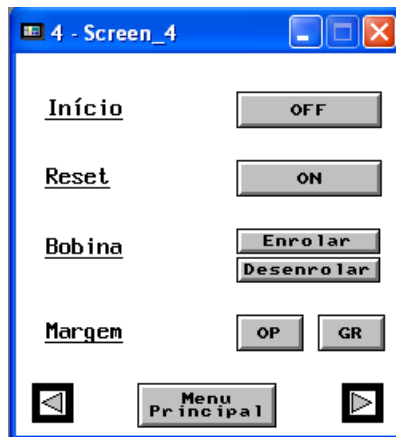 4 - Screen_4
Início OFF
Reset ON
Bobina Enrolar
Desenrolar
Margem OP GR
Menu
Principal